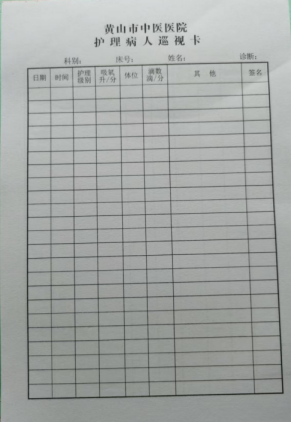 黄山市中医医院
护理病人巡视卡
科别： 床号： 姓名： 诊断：
日期 时间 护理级别 吸氧升/分 体位 滴数滴/分 其他 签名